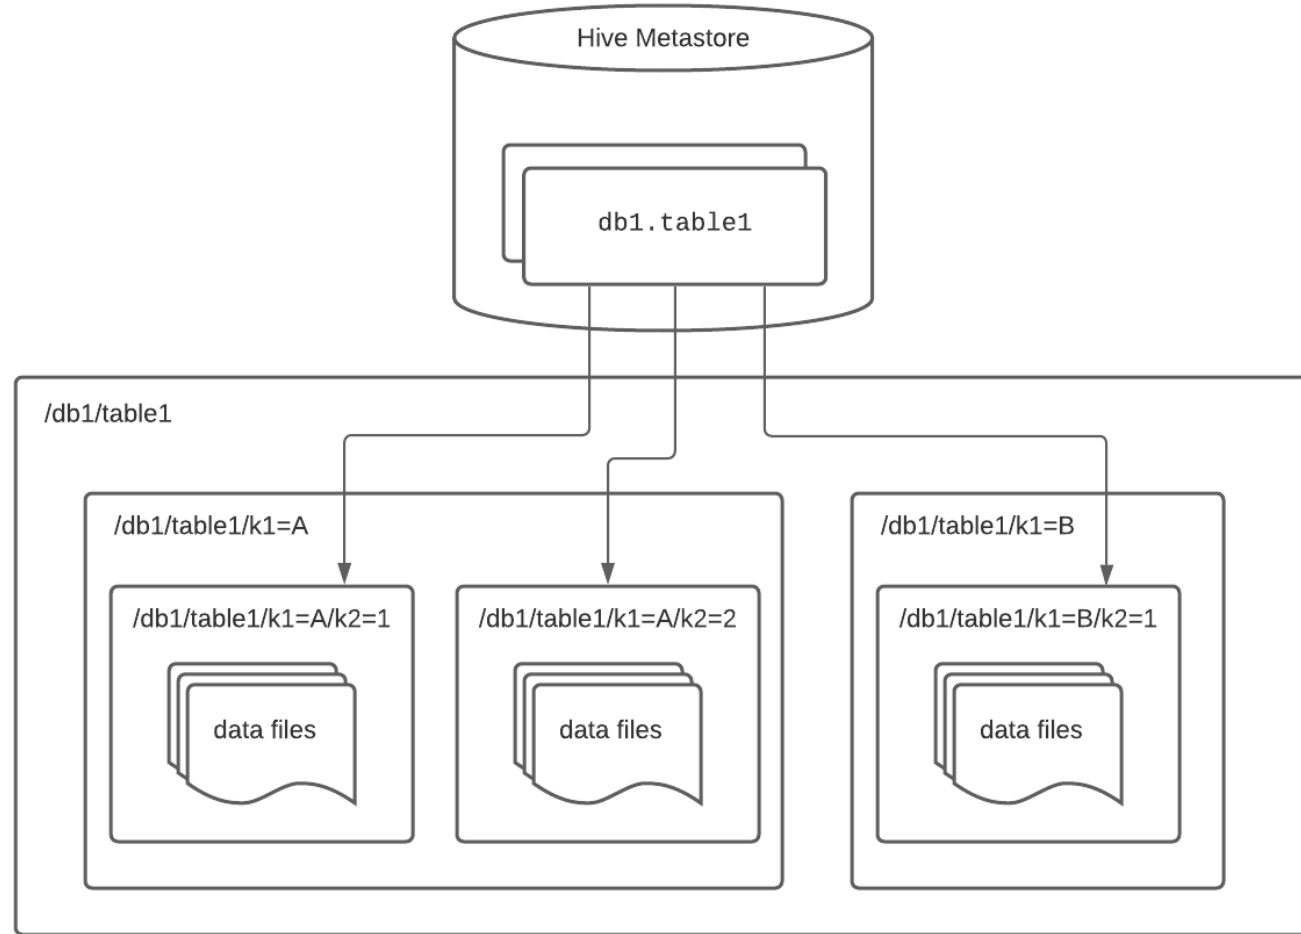 Hive Metastore
db1.table1
/db1/table1
/db1/table1/k1=A
/db1/table1/k1=B
/db1/table1/k1=A/k2=1
/db1/table1/k1=A/k2=2
/db1/table1/k1=B/k2=1
data files
data files
data files